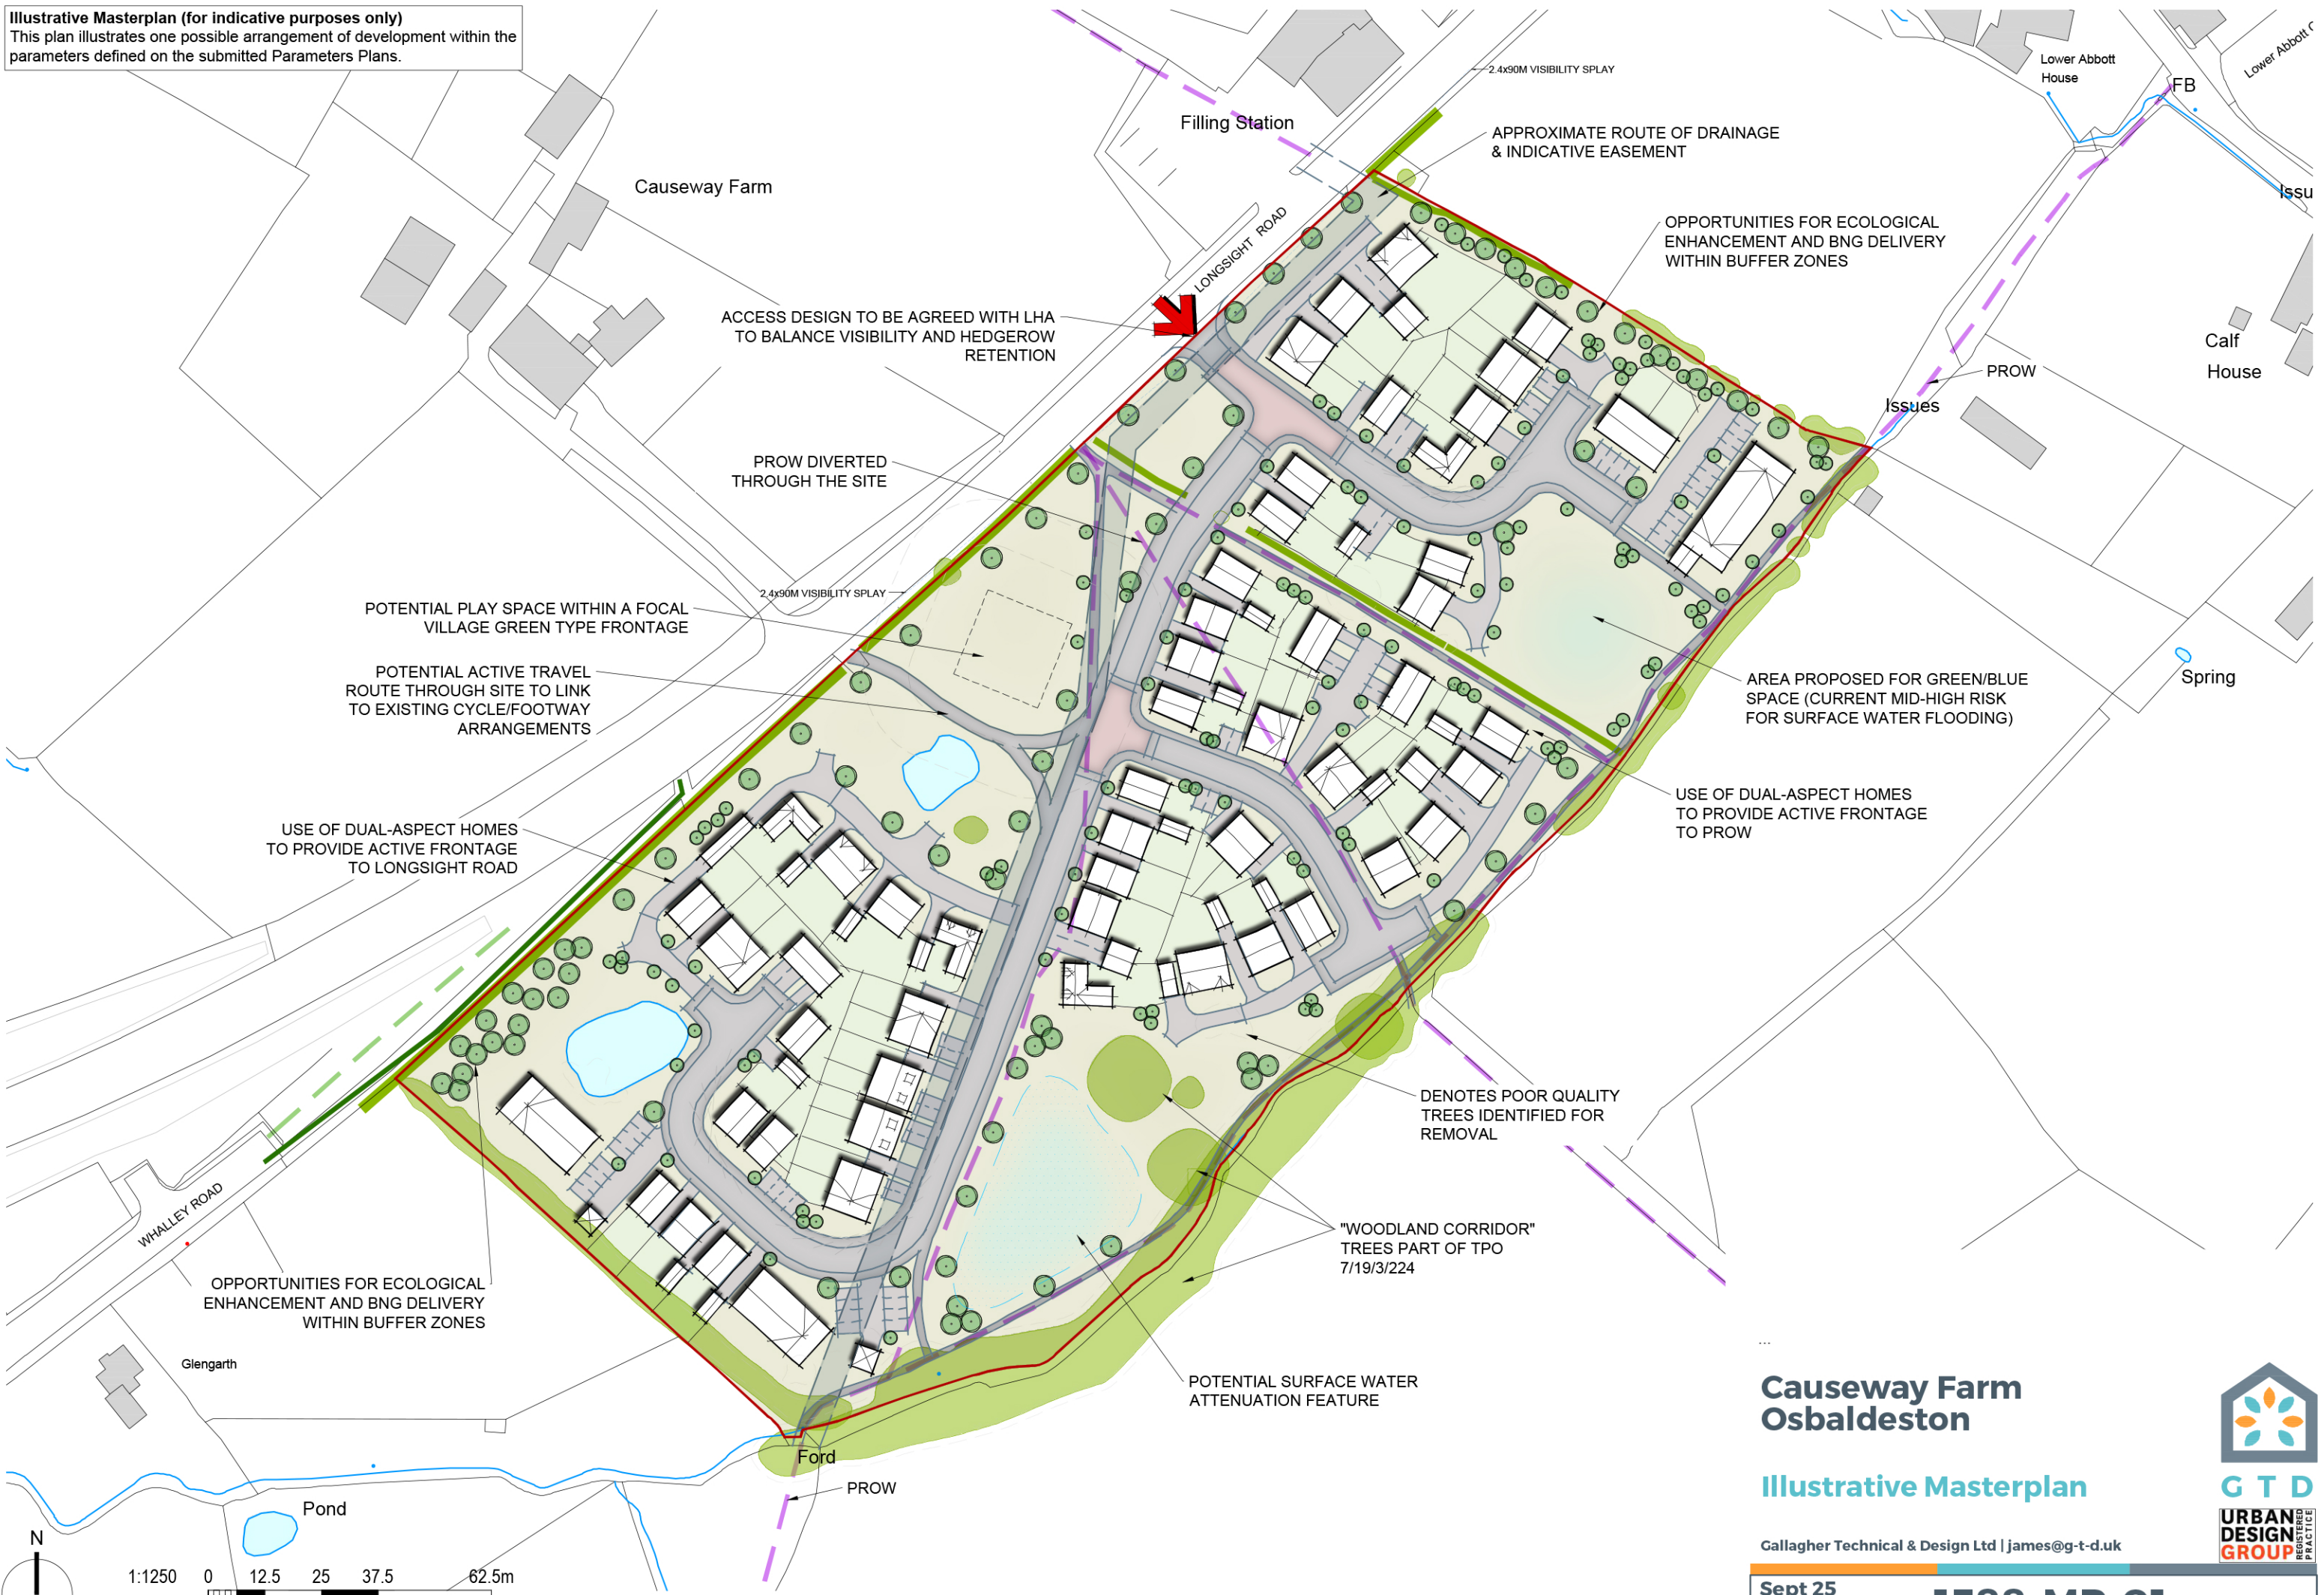 Illustrative Masterplan (for indicative purposes only)
This plan illustrates one possible arrangement of development within the
parameters defined on the submitted Parameters Plans.
Causeway Farm
Filling Station
2.4x90M VISIBILITY SPLAY
APPROXIMATE ROUTE OF DRAINAGE
& INDICATIVE EASEMENT
Lower Abbott
House
FB
OPPORTUNITIES FOR ECOLOGICAL
ENHANCEMENT AND BNG DELIVERY
WITHIN BUFFER ZONES
LONGSIGHT ROAD
ACCESS DESIGN TO BE AGREED WITH LHA
TO BALANCE VISIBILITY AND HEDGEROW
RETENTION
Calf
House
PROW
Issues
PROW DIVERTED
THROUGH THE SITE
2.4x90M VISIBILITY SPLAY
POTENTIAL PLAY SPACE WITHIN A FOCAL
VILLAGE GREEN TYPE FRONTAGE
POTENTIAL ACTIVE TRAVEL
ROUTE THROUGH SITE TO LINK
TO EXISTING CYCLE/FOOTWAY
ARRANGEMENTS
Spring
AREA PROPOSED FOR GREEN/BLUE
SPACE (CURRENT MID-HIGH RISK
FOR SURFACE WATER FLOODING)
USE OF DUAL-ASPECT HOMES
TO PROVIDE ACTIVE FRONTAGE
TO PROW
USE OF DUAL-ASPECT HOMES
TO PROVIDE ACTIVE FRONTAGE
TO LONGSIGHT ROAD
DENOTES POOR QUALITY
TREES IDENTIFIED FOR
REMOVAL
"WOODLAND CORRIDOR"
TREES PART OF TPO
7/19/3/224
WHALLEY ROAD
OPPORTUNITIES FOR ECOLOGICAL
ENHANCEMENT AND BNG DELIVERY
WITHIN BUFFER ZONES
Glengarth
POTENTIAL SURFACE WATER
ATTENUATION FEATURE
Ford
PROW
Pond
N
1:1250 0 12.5 25 37.5 62.5m
...
Causeway Farm
Osbaldeston
Illustrative Masterplan
G T D
URBAN
DESIGN
GROUP
REGISTERED
PRACTICE
Gallagher Technical & Design Ltd | james@g-t-d.uk
Sept 25